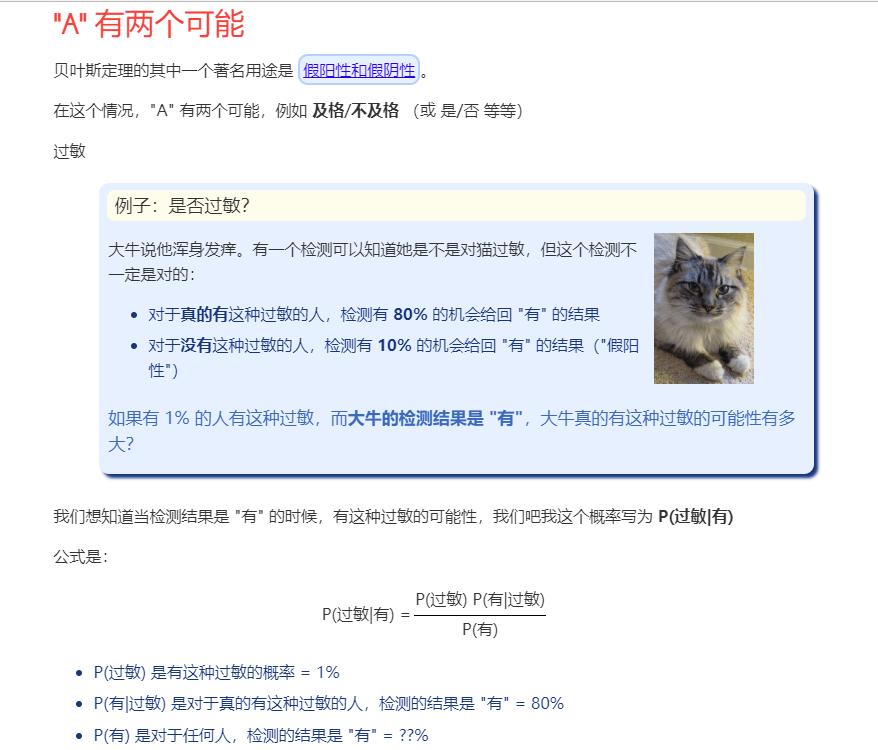 "A" 有两个可能
贝叶斯定理的其中一个著名用途是 假阳性和假阴性。
在这个情况，"A" 有两个可能，例如 及格/不及格 （或 是/否 等等）
过敏
例子：是否过敏？
大牛说他浑身发痒。有一个检测可以知道她是不是对猫过敏，但这个检测不
一定是对的：
• 对于真的有这种过敏的人，检测有 80% 的机会给回 "有" 的结果
• 对于没有这种过敏的人，检测有 10% 的机会给回 "有" 的结果（"假阳
性"）
如果有 1% 的人有这种过敏，而大牛的检测结果是 "有"，大牛真的有这种过敏的可能性有多
大？
我们想知道当检测结果是 "有" 的时候，有这种过敏的可能性，我们吧我这个概率写为 P(过敏|有)
公式是：
P(过敏|有) = P(过敏) P(有|过敏)
P(有)
• P(过敏) 是有这种过敏的概率 = 1%
• P(有|过敏) 是对于真的有这种过敏的人，检测的结果是 "有" = 80%
• P(有) 是对于任何人，检测的结果是 "有" = ??%